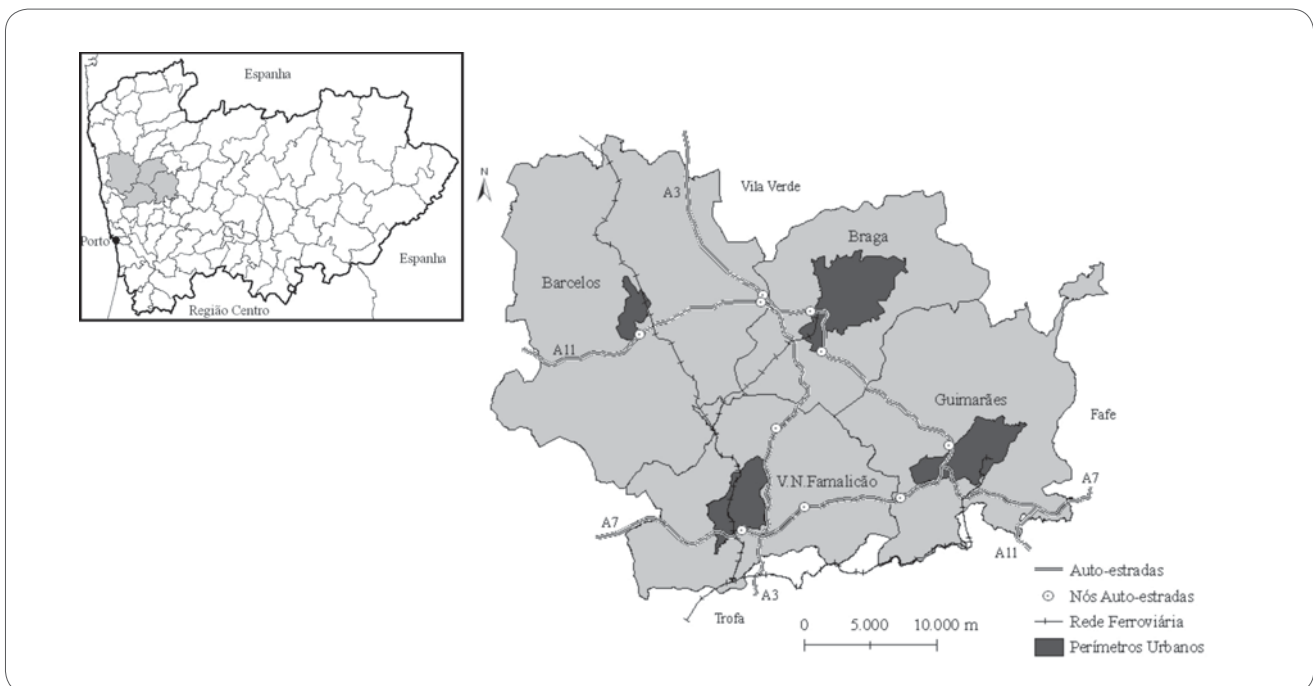 Espanha
Porto
Espanha
Região Centro
N
A3
Vila Verde
Braga
Barcelos
A11
Guimarães
Fafe
V.N.Famalicão
A7
A7
A11
A3
Trofa
0 5.000 10.000 m
Auto-estradas
Nós Auto-estradas
Rede Ferroviária
Perímetros Urbanos